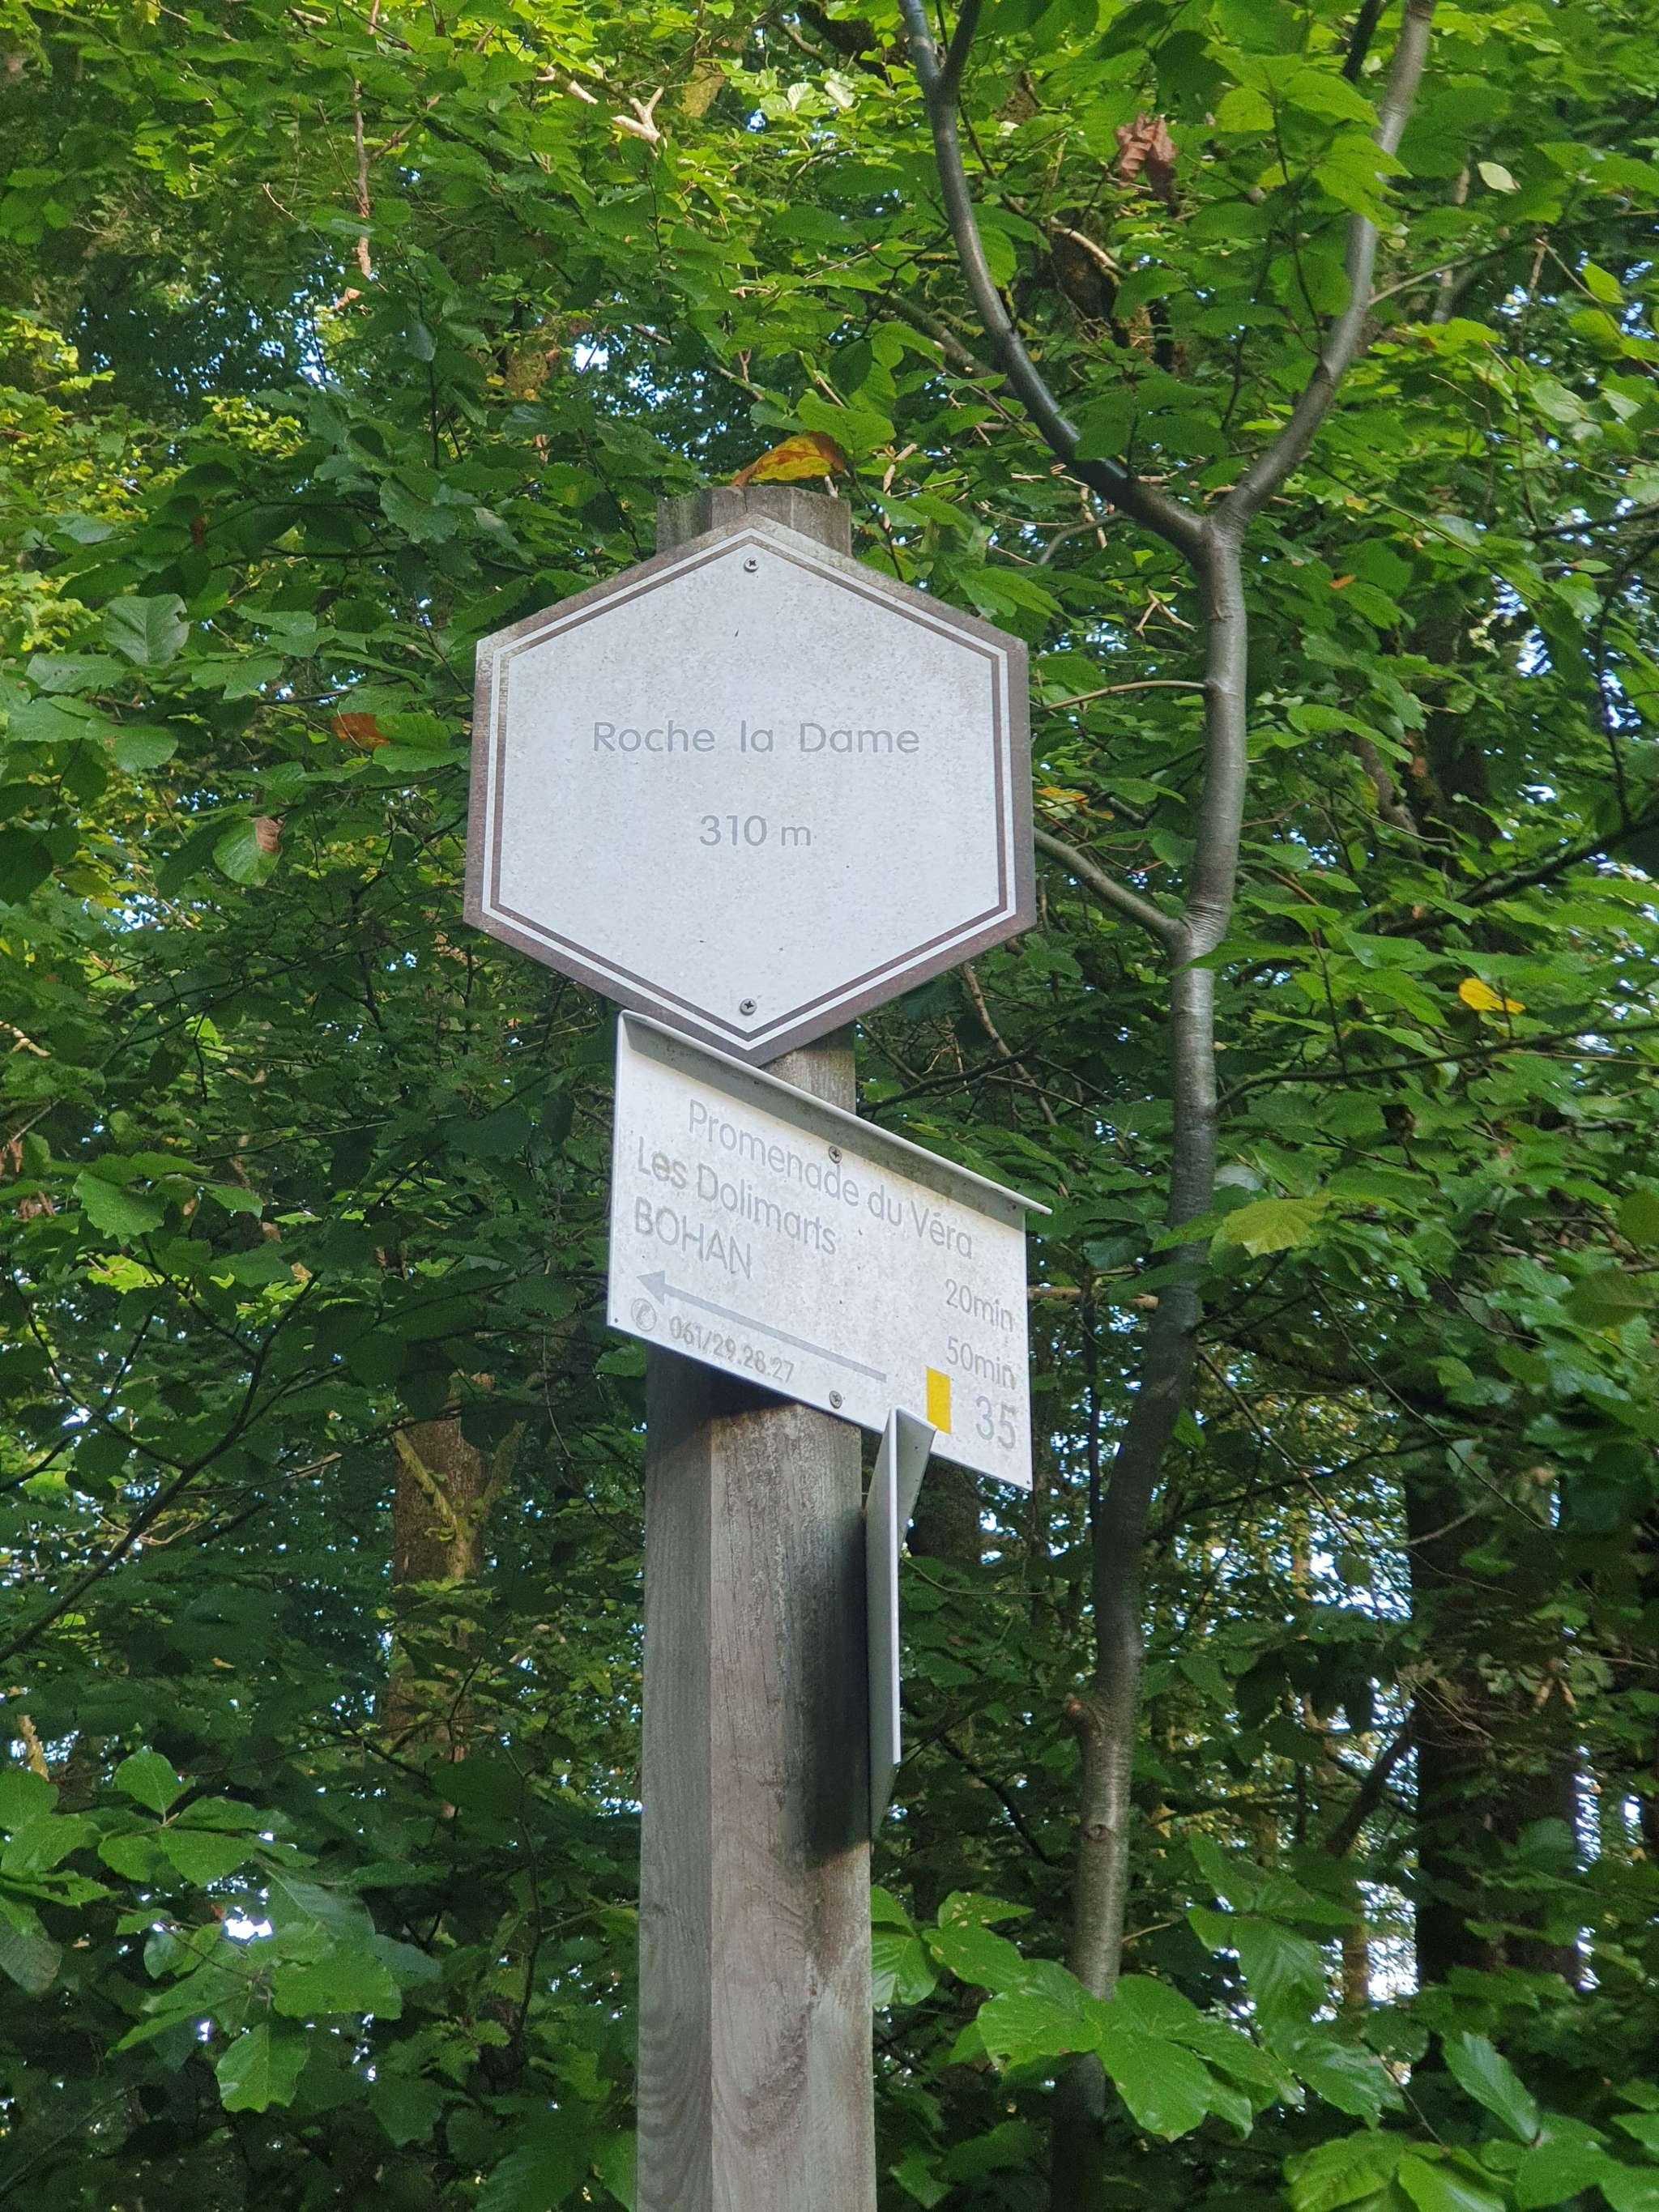 Roche la Dame
310 m
Promenade du Véra
Les Dolimarts 20min
BOHAN 50min
35
061/29.28.27